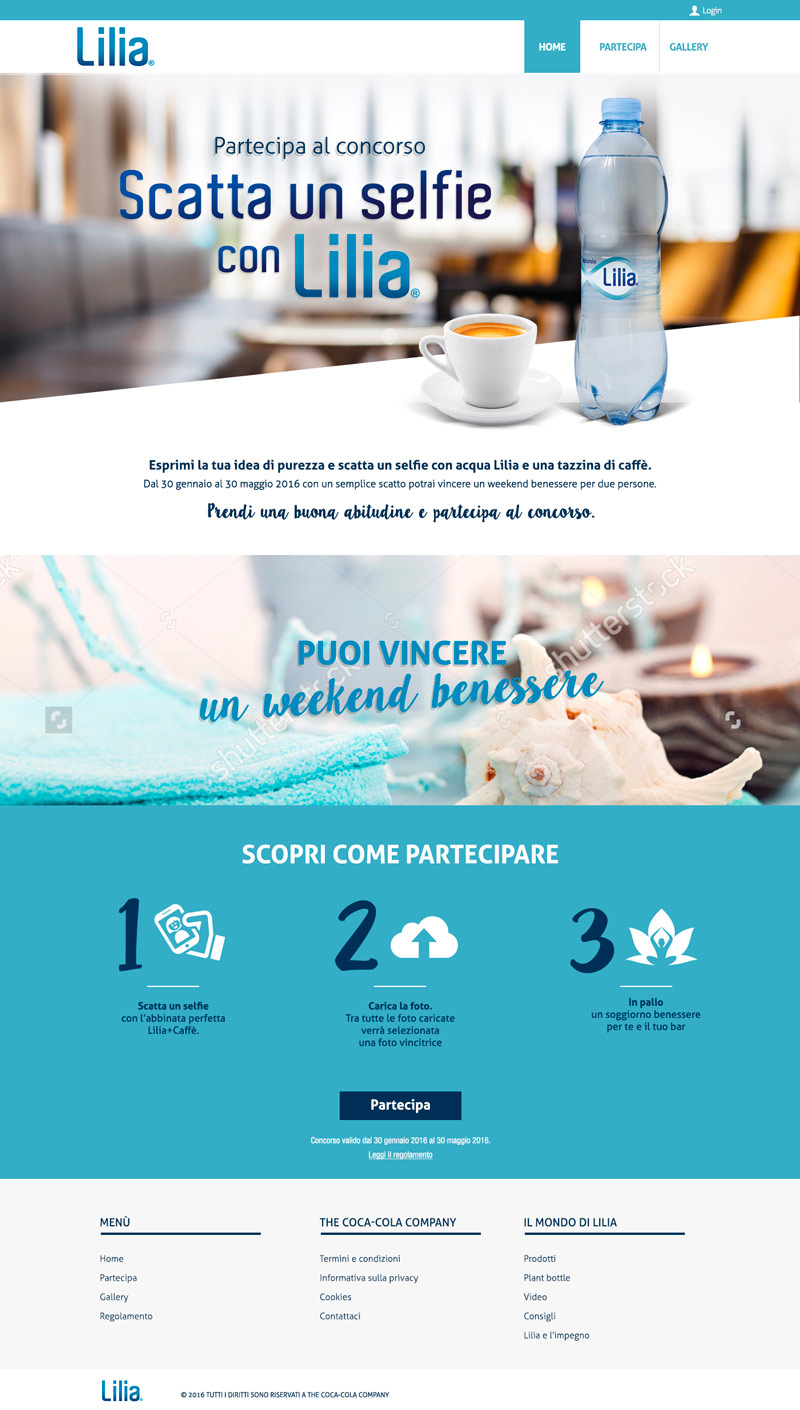 Login
Lilia®
HOME
PARTECIPA
GALLERY
Partecipa al concorso
Scatta un selfie
con Lilia®
Naturale
Lilia
Esprimi la tua idea di purezza e scatta un selfie con acqua Lilia e una tazzina di caffè.
Dal 30 gennaio al 30 maggio 2016 con un semplice scatto potrai vincere un weekend benessere per due persone.
Prendi una buona abitudine e partecipa al concorso.
shutterstock
shutterstock
PUOI VINCERE
un weekend benessere
SCOPRI COME PARTECIPARE
1
Scatta un selfie
con l'abbinata perfetta
Lilia+Caffè.
2
Carica la foto.
Tra tutte le foto caricate
verrà selezionata
una foto vincitrice
3
In palio
un soggiorno benessere
per te e il tuo bar
Partecipa
Concorso valido dal 30 gennaio 2016 al 30 maggio 2016.
Leggi il regolamento
MENÙ
Home
Partecipa
Gallery
Regolamento
THE COCA-COLA COMPANY
Termini e condizioni
Informativa sulla privacy
Cookies
Contattaci
IL MONDO DI LILIA
Prodotti
Plant bottle
Video
Consigli
Lilia e l'impegno
Lilia®
© 2016 TUTTI I DIRITTI SONO RISERVATI A THE COCA-COLA COMPANY